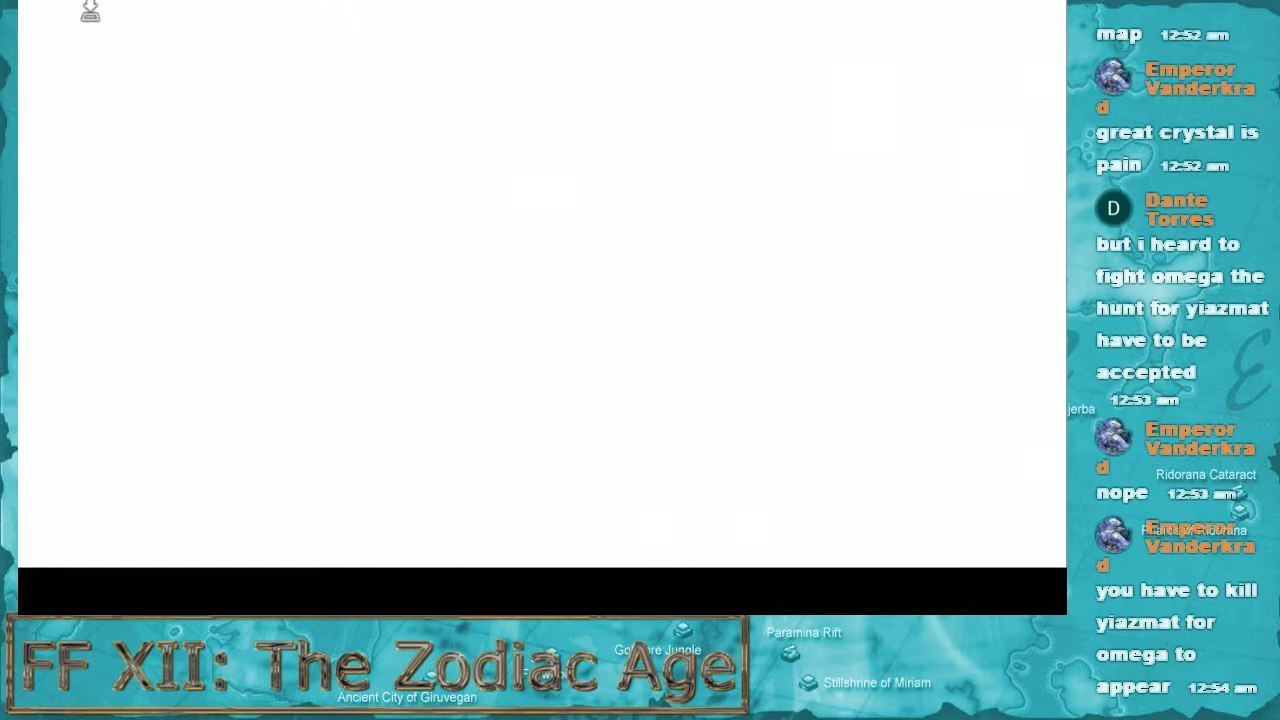 map 12:52 am
Emperor
Vanderkra
d
great crystal is
pain 12:52 am
D
Dante
Torres
but i heard to
fight omega the
hunt for yiazmat
have to be
accepted
12:53 am
jerba
Emperor
Vanderkra
d
Ridorana Cataract
nope 12:53 am
Emperor
Vanderkra
d
you have to kill
yiazmat for
omega to
appear 12:54 am
Paramina Rift
FF XII: The Zodiac Age
Jungle
Stillshrine of Miriam
Ancient City of Giruvegan